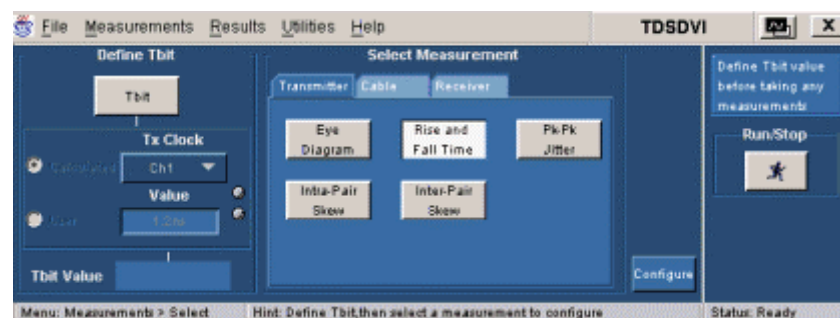 File Measurements Results Utilities Help TDSDVI X
Define Tbit
Tbit
Tx Clock
Calculated
Ch1
Value
User
1.2ns
Tbit Value
Select Measurement
Transmitter Cable Receiver
Eye Diagram
Rise and Fall Time
Pk-Pk Jitter
Intra-Pair Skew
Inter-Pair Skew
Configure
Define Tbit value
before taking any
measurements
Run/Stop
Menu: Measurements > Select
Hint: Define Tbit,then select a measurement to configure
Status: Ready